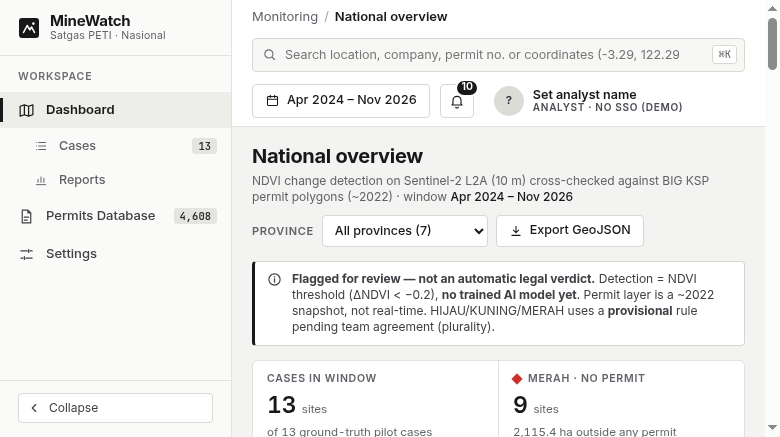 MineWatch
Satgas PETI · Nasional
WORKSPACE
Dashboard
Cases 13
Reports
Permits Database 4,608
Settings
Collapse
Monitoring / National overview
Search location, company, permit no. or coordinates (-3.29, 122.29
⌘K
Apr 2024 – Nov 2026
10
?
Set analyst name
ANALYST · NO SSO (DEMO)
National overview
NDVI change detection on Sentinel-2 L2A (10 m) cross-checked against BIG KSP
permit polygons (~2022) · window Apr 2024 – Nov 2026
PROVINCE All provinces (7) Export GeoJSON
Flagged for review — not an automatic legal verdict. Detection = NDVI
threshold (ΔNDVI < −0.2), no trained AI model yet. Permit layer is a ~2022
snapshot, not real-time. HIJAU/KUNING/MERAH uses a provisional rule
pending team agreement (plurality).
CASES IN WINDOW
13 sites
of 13 ground-truth pilot cases
MERAH · NO PERMIT
9 sites
2,115.4 ha outside any permit